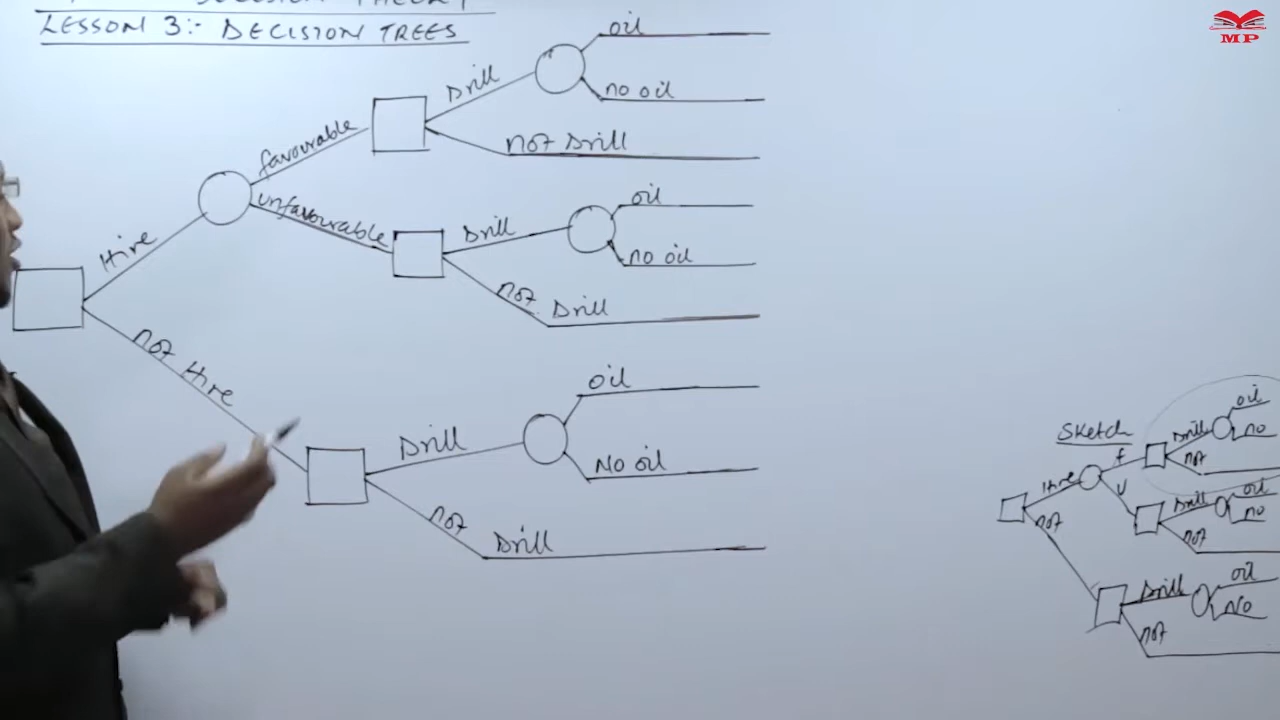 DECISION THEORY
LESSON 3:- DECISION TREES
MP
Hire
favourable
Drill
oil
no oil
not Drill
unfavourable
Drill
oil
no oil
not Drill
not Hire
Drill
oil
No oil
not Drill
Sketch
Hire
f
Drill
oil
no
not
U
Drill
oil
no
not
not
Drill
oil
No
not